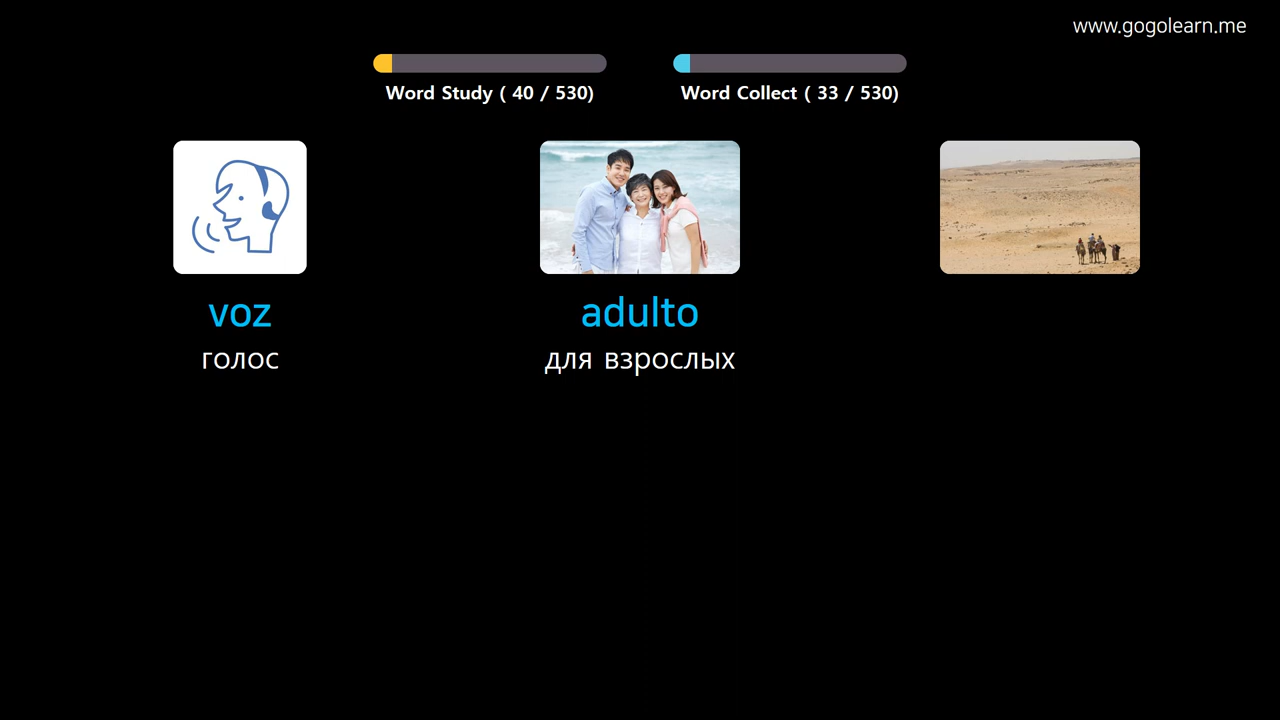 www.gogolearn.me
Word Study ( 40 / 530)
Word Collect ( 33 / 530)
voz
adulto
голос
для взрослых